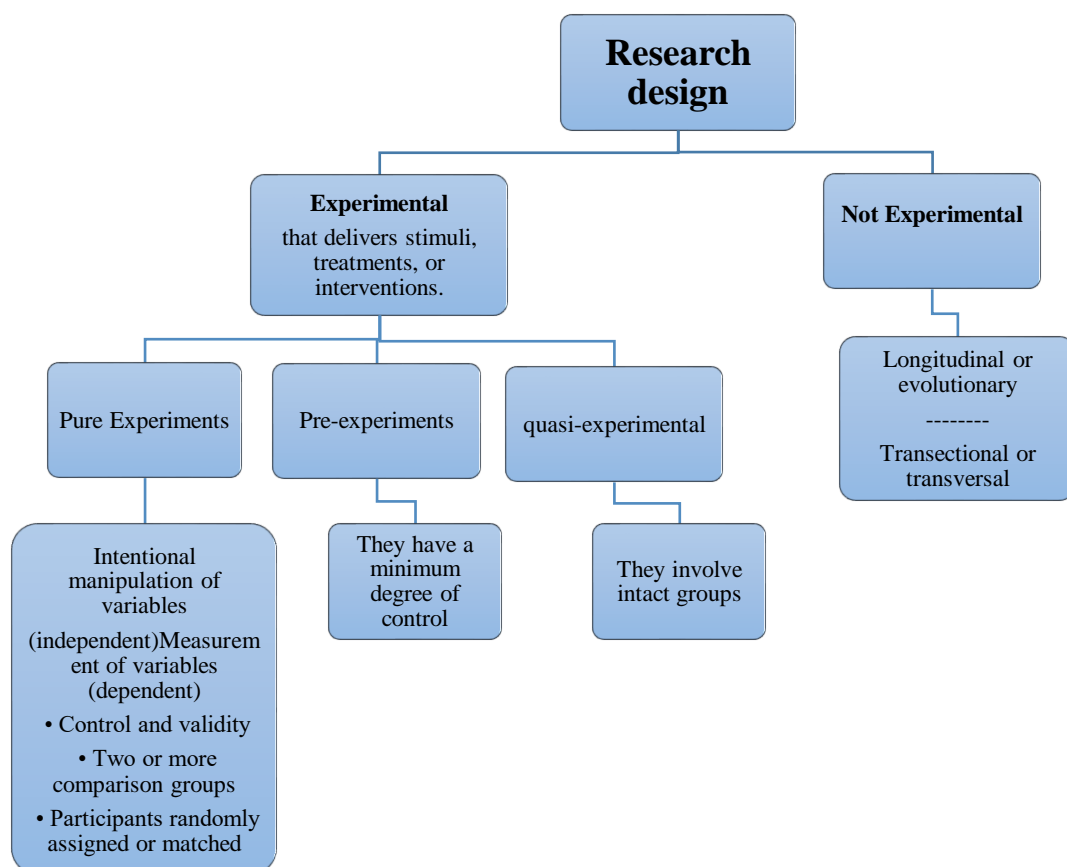 Research
design
Experimental
that delivers stimuli,
treatments, or
interventions.
Not Experimental
Pure Experiments
Pre-experiments
quasi-experimental
Longitudinal or
evolutionary
--------
Transectional or
transversal
Intentional
manipulation of
variables
(independent)Measurem
ent of variables
(dependent)
• Control and validity
• Two or more
comparison groups
• Participants randomly
assigned or matched
They have a
minimum
degree of
control
They involve
intact groups